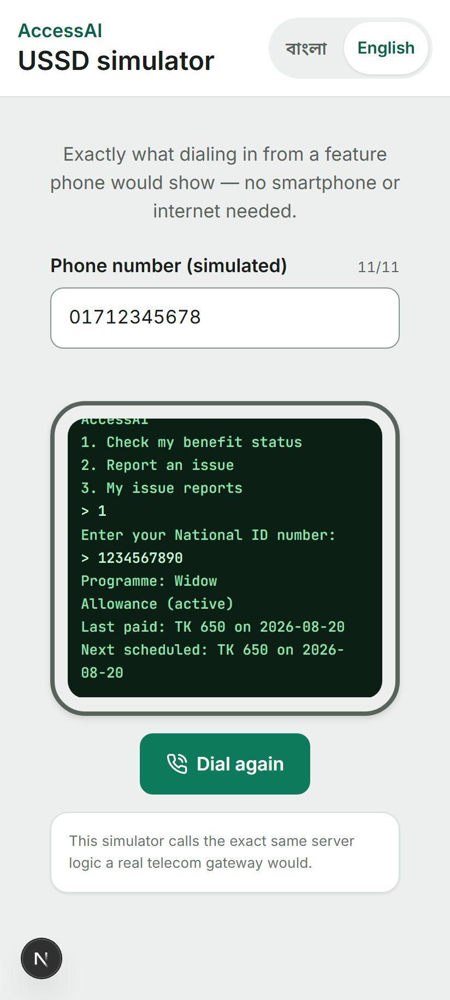 AccessAI
USSD simulator
বাংলা
English
Exactly what dialing in from a feature
phone would show — no smartphone or
internet needed.
Phone number (simulated)
11/11
01712345678
AccessAI
1. Check my benefit status
2. Report an issue
3. My issue reports
> 1
Enter your National ID number:
> 1234567890
Programme: Widow
Allowance (active)
Last paid: TK 650 on 2026-08-20
Next scheduled: TK 650 on 2026-
08-20
Dial again
This simulator calls the exact same server
logic a real telecom gateway would.
N